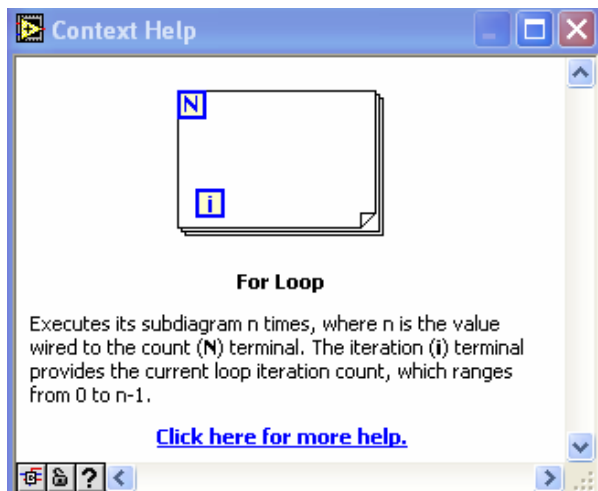 Context Help
N
i
For Loop
Executes its subdiagram n times, where n is the value
wired to the count (N) terminal. The iteration (i) terminal
provides the current loop iteration count, which ranges
from 0 to n-1.
Click here for more help.
?